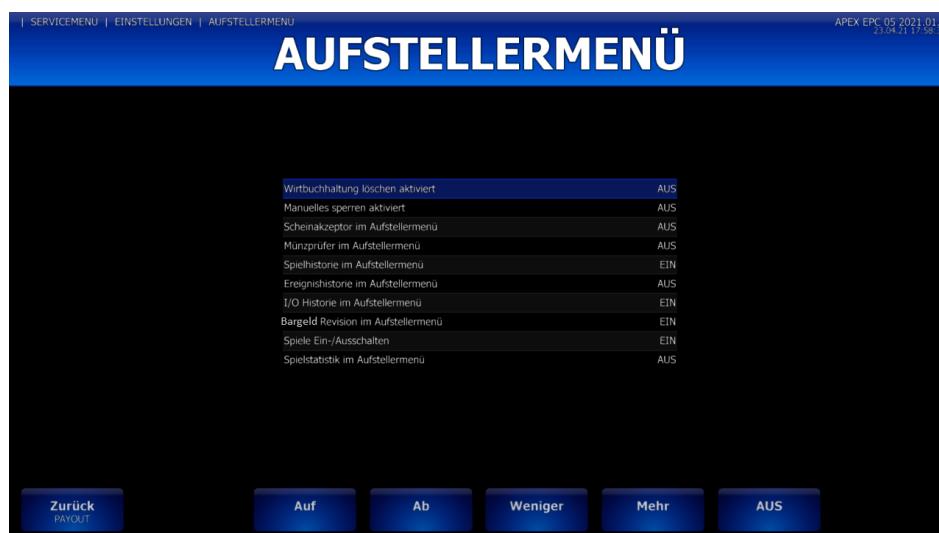 | SERVICEMENU | EINSTELLUNGEN | AUFSTELLERMENU
APEX EPC 05 2021.01.
23.04.21 17:58:
AUFSTELLERMENÜ
Wirtbuchhaltung löschen aktiviert AUS
Manuelles sperren aktiviert AUS
Scheinakzeptor im Aufstellermenü AUS
Münzprüfer im Aufstellermenü AUS
Spielhistorie im Aufstellermenü EIN
Ereignishistorie im Aufstellermenü AUS
I/O Historie im Aufstellermenü EIN
Bargeld Revision im Aufstellermenü EIN
Spiele Ein-/Ausschalten EIN
Spielstatistik im Aufstellermenü AUS
Zurück Auf Ab Weniger Mehr AUS
PAYOUT